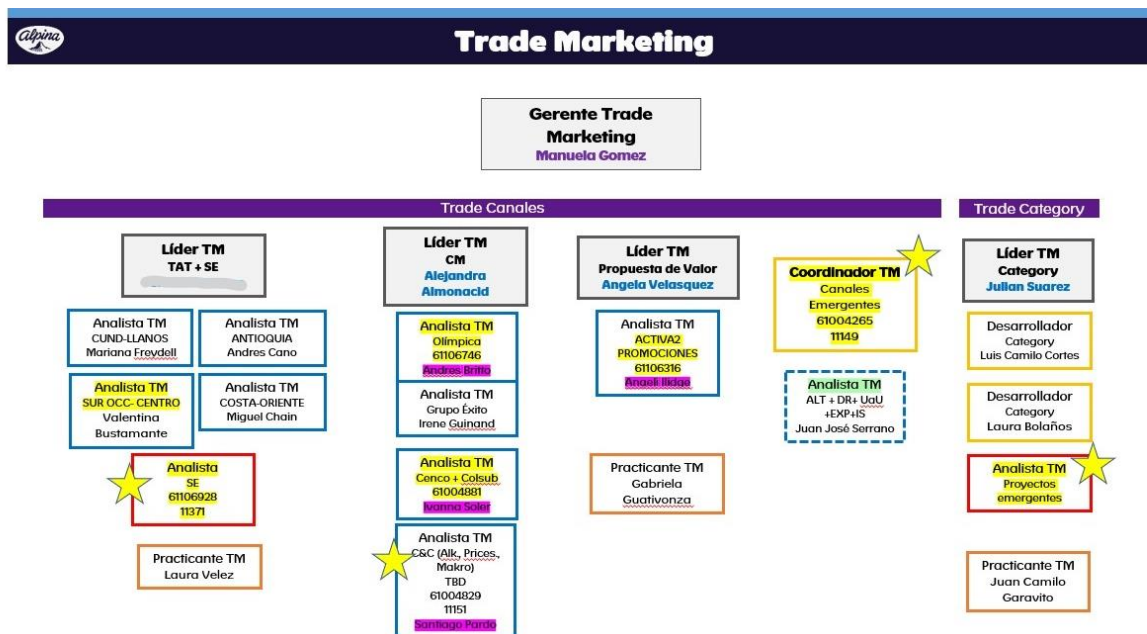 Alpina
Trade Marketing
Gerente Trade
Marketing
Manuela Gomez
Trade Canales
Trade Category
Líder TM
TAT + SE
Analista TM
CUND-LLANOS
Mariana Freydell
Analista TM
ANTIOQUIA
Andres Cano
Analista TM
SUR OCC- CENTRO
Valentina
Bustamante
Analista TM
COSTA-ORIENTE
Miguel Chain
Analista
SE
61106928
11371
Practicante TM
Laura Velez
Líder TM
CM
Alejandra
Almonacid
Analista TM
Olímpica
61106746
Andres Britto
Analista TM
Grupo Éxito
Irene Guinand
Analista TM
Cenco + Colsub
61004881
Ivanna Soler
Analista TM
C&C (Alk., Prices.,
Makro)
TBD
61004829
11151
Santiago Pardo
Líder TM
Propuesta de Valor
Angela Velasquez
Analista TM
ACTIVA2
PROMOCIONES
61106316
Angeli Illidge
Practicante TM
Gabriela
Guativonza
Coordinador TM
Canales
Emergentes
61004265
11149
Analista TM
ALT + DR+ UaU
+EXP+IS
Juan José Serrano
Líder TM
Category
Julian Suarez
Desarrollador
Category
Luis Camilo Cortes
Desarrollador
Category
Laura Bolaños
Analista TM
Proyectos
emergentes
Practicante TM
Juan Camilo
Garavito